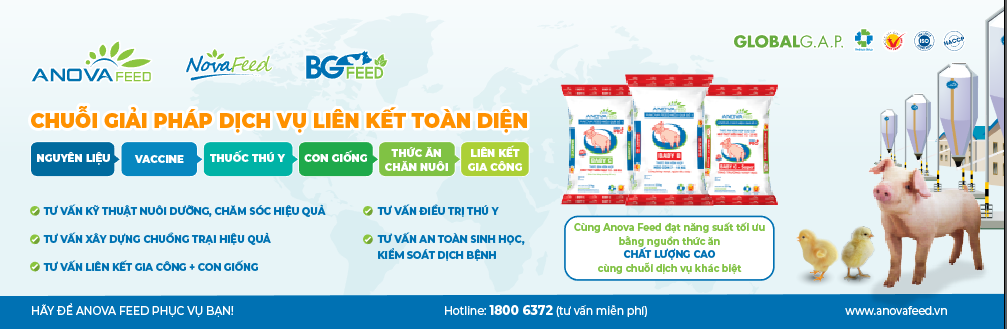 ANOVA FEED
NovaFeed
BG FEED
GLOBALG.A.P.
ISO
HACCP
CHUỖI GIẢI PHÁP DỊCH VỤ LIÊN KẾT TOÀN DIỆN
NGUYÊN LIỆU
VACCINE
THUỐC THÚ Y
CON GIỐNG
THỨC ĂN
CHĂN NUÔI
LIÊN KẾT
GIA CÔNG
TƯ VẤN KỸ THUẬT NUÔI DƯỠNG, CHĂM SÓC HIỆU QUẢ
TƯ VẤN XÂY DỰNG CHUỒNG TRẠI HIỆU QUẢ
TƯ VẤN LIÊN KẾT GIA CÔNG + CON GIỐNG
TƯ VẤN ĐIỀU TRỊ THÚ Y
TƯ VẤN AN TOÀN SINH HỌC,
KIỂM SOÁT DỊCH BỆNH
ANOVA
BABY B
Cùng Anova Feed đạt năng suất tối ưu
bằng nguồn thức ăn
CHẤT LƯỢNG CAO
cùng chuỗi dịch vụ khác biệt
HÃY ĐỂ ANOVA FEED PHỤC VỤ BẠN!
Hotline: 1800 6372 (tư vấn miễn phí)
www.anovafeed.vn